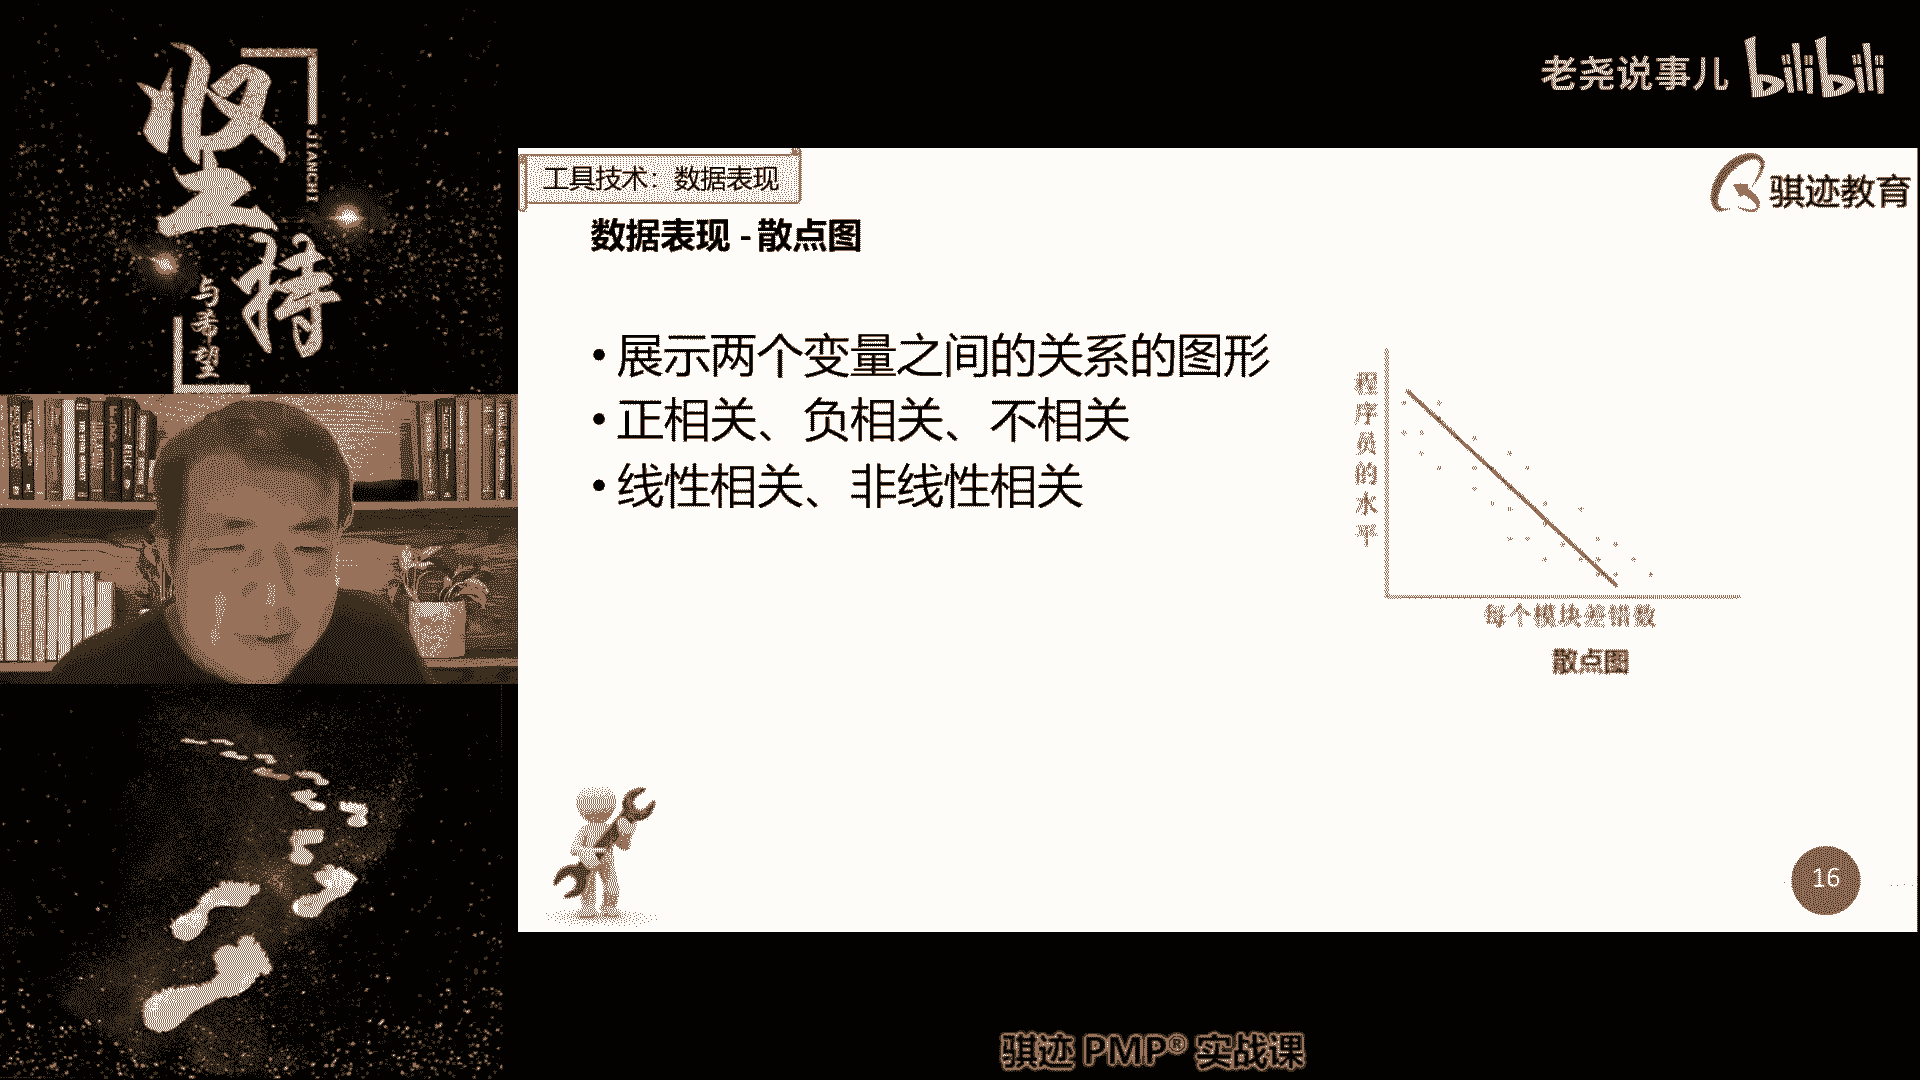 坚持
JIANCHI
与希望
老尧说事儿 bilibili
工具技术：数据表现
骐迹教育
数据表现 - 散点图
• 展示两个变量之间的关系的图形
• 正相关、负相关、不相关
• 线性相关、非线性相关
程序员的水平
每个模块差错数
散点图
16
骐迹 PMP® 实战课